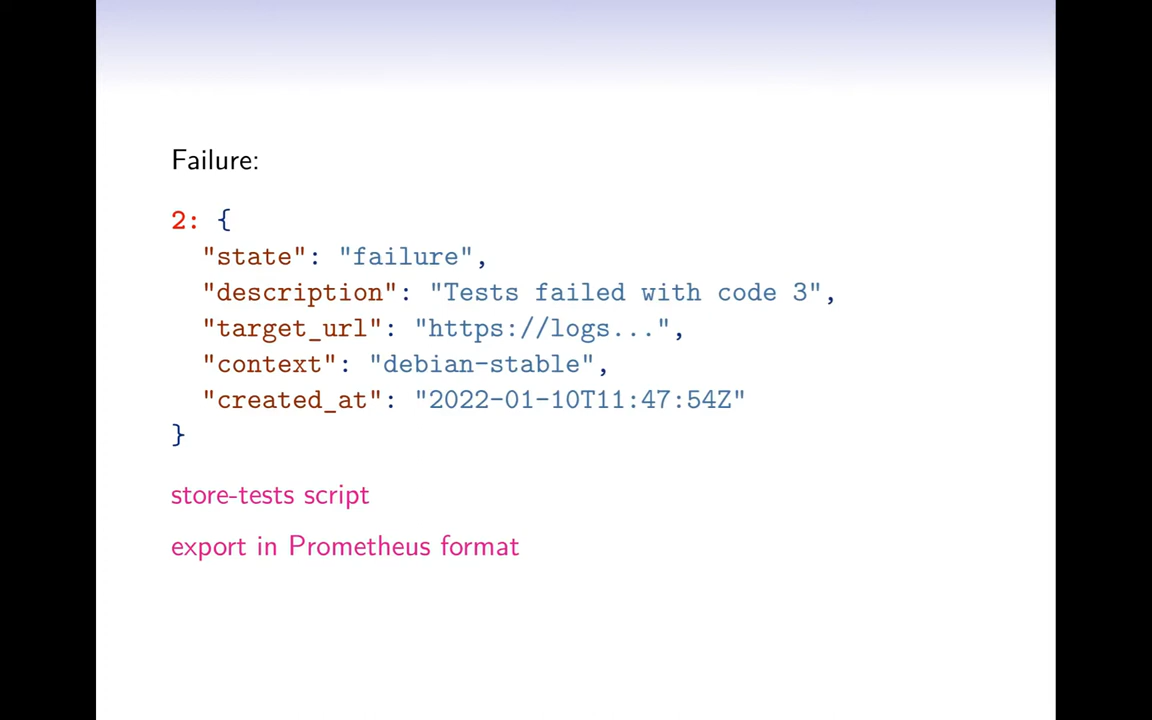 Failure:
2: {
"state": "failure",
"description": "Tests failed with code 3",
"target_url": "https://logs...",
"context": "debian-stable",
"created_at": "2022-01-10T11:47:54Z"
}
store-tests script
export in Prometheus format